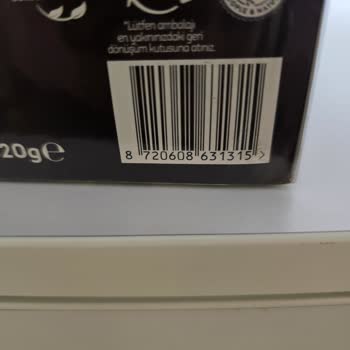 *Lütfen ambalajı
en yakınınızdaki geri
dönüşüm kutusuna atınız.
20g℮
8 720608 631315 >